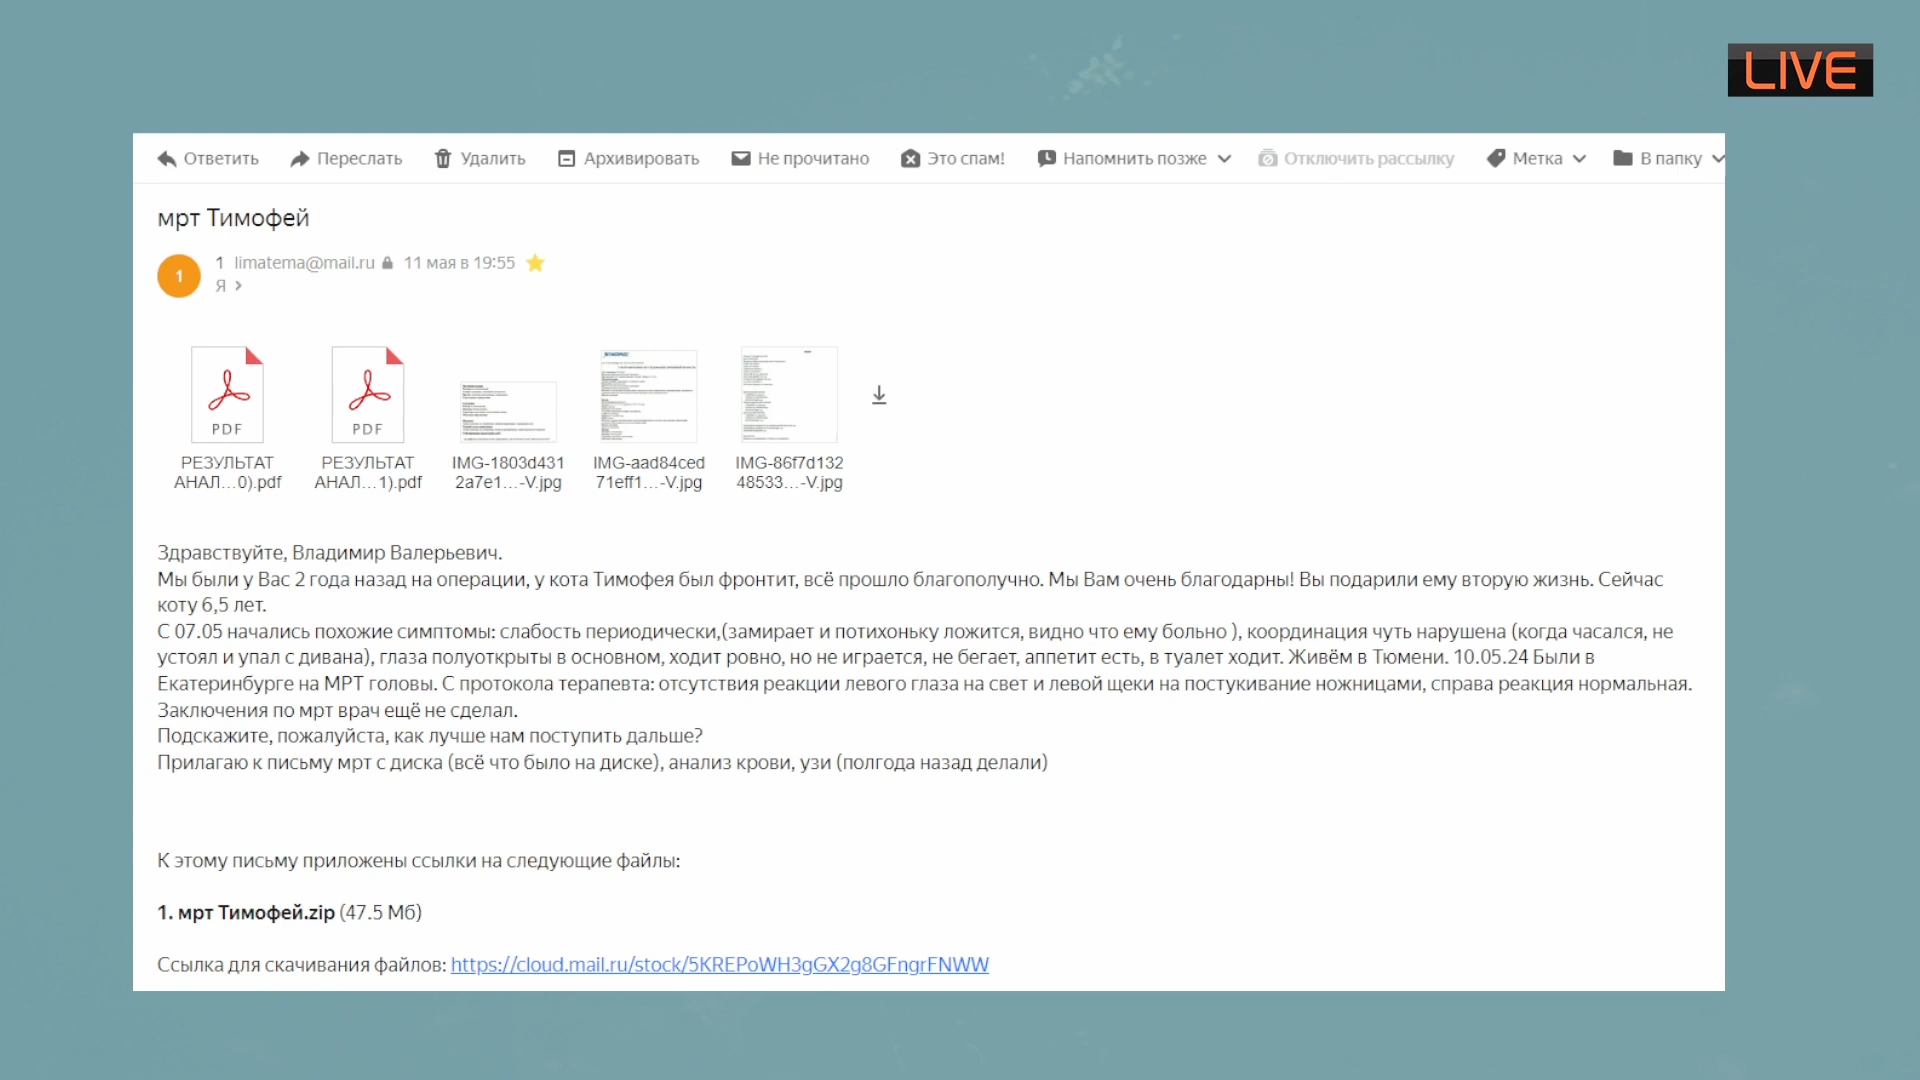 LIVE
Ответить Переслать Удалить Архивировать Не прочитано Это спам! Напомнить позже Отключить рассылку Метка В папку
мрт Тимофей
1 1 limatema@mail.ru 11 мая в 19:55
Я
PDF PDF
РЕЗУЛЬТАТ РЕЗУЛЬТАТ IMG-1803d431 IMG-aad84ced IMG-86f7d132
АНАЛ...0).pdf АНАЛ...1).pdf 2a7e1...-V.jpg 71eff1...-V.jpg 48533...-V.jpg
Здравствуйте, Владимир Валерьевич.
Мы были у Вас 2 года назад на операции, у кота Тимофея был фронтит, всё прошло благополучно. Мы Вам очень благодарны! Вы подарили ему вторую жизнь. Сейчас
коту 6,5 лет.
С 07.05 начались похожие симптомы: слабость периодически,(замирает и потихоньку ложится, видно что ему больно ), координация чуть нарушена (когда часался, не
устоял и упал с дивана), глаза полуоткрыты в основном, ходит ровно, но не играется, не бегает, аппетит есть, в туалет ходит. Живём в Тюмени. 10.05.24 Были в
Екатеринбурге на МРТ головы. С протокола терапевта: отсутствия реакции левого глаза на свет и левой щеки на постукивание ножницами, справа реакция нормальная.
Заключения по мрт врач ещё не сделал.
Подскажите, пожалуйста, как лучше нам поступить дальше?
Прилагаю к письму мрт с диска (всё что было на диске), анализ крови, узи (полгода назад делали)
К этому письму приложены ссылки на следующие файлы:
1. мрт Тимофей.zip (47.5 Мб)
Ссылка для скачивания файлов: https://cloud.mail.ru/stock/5KREPoWH3gGX2g8GFngrFNWW